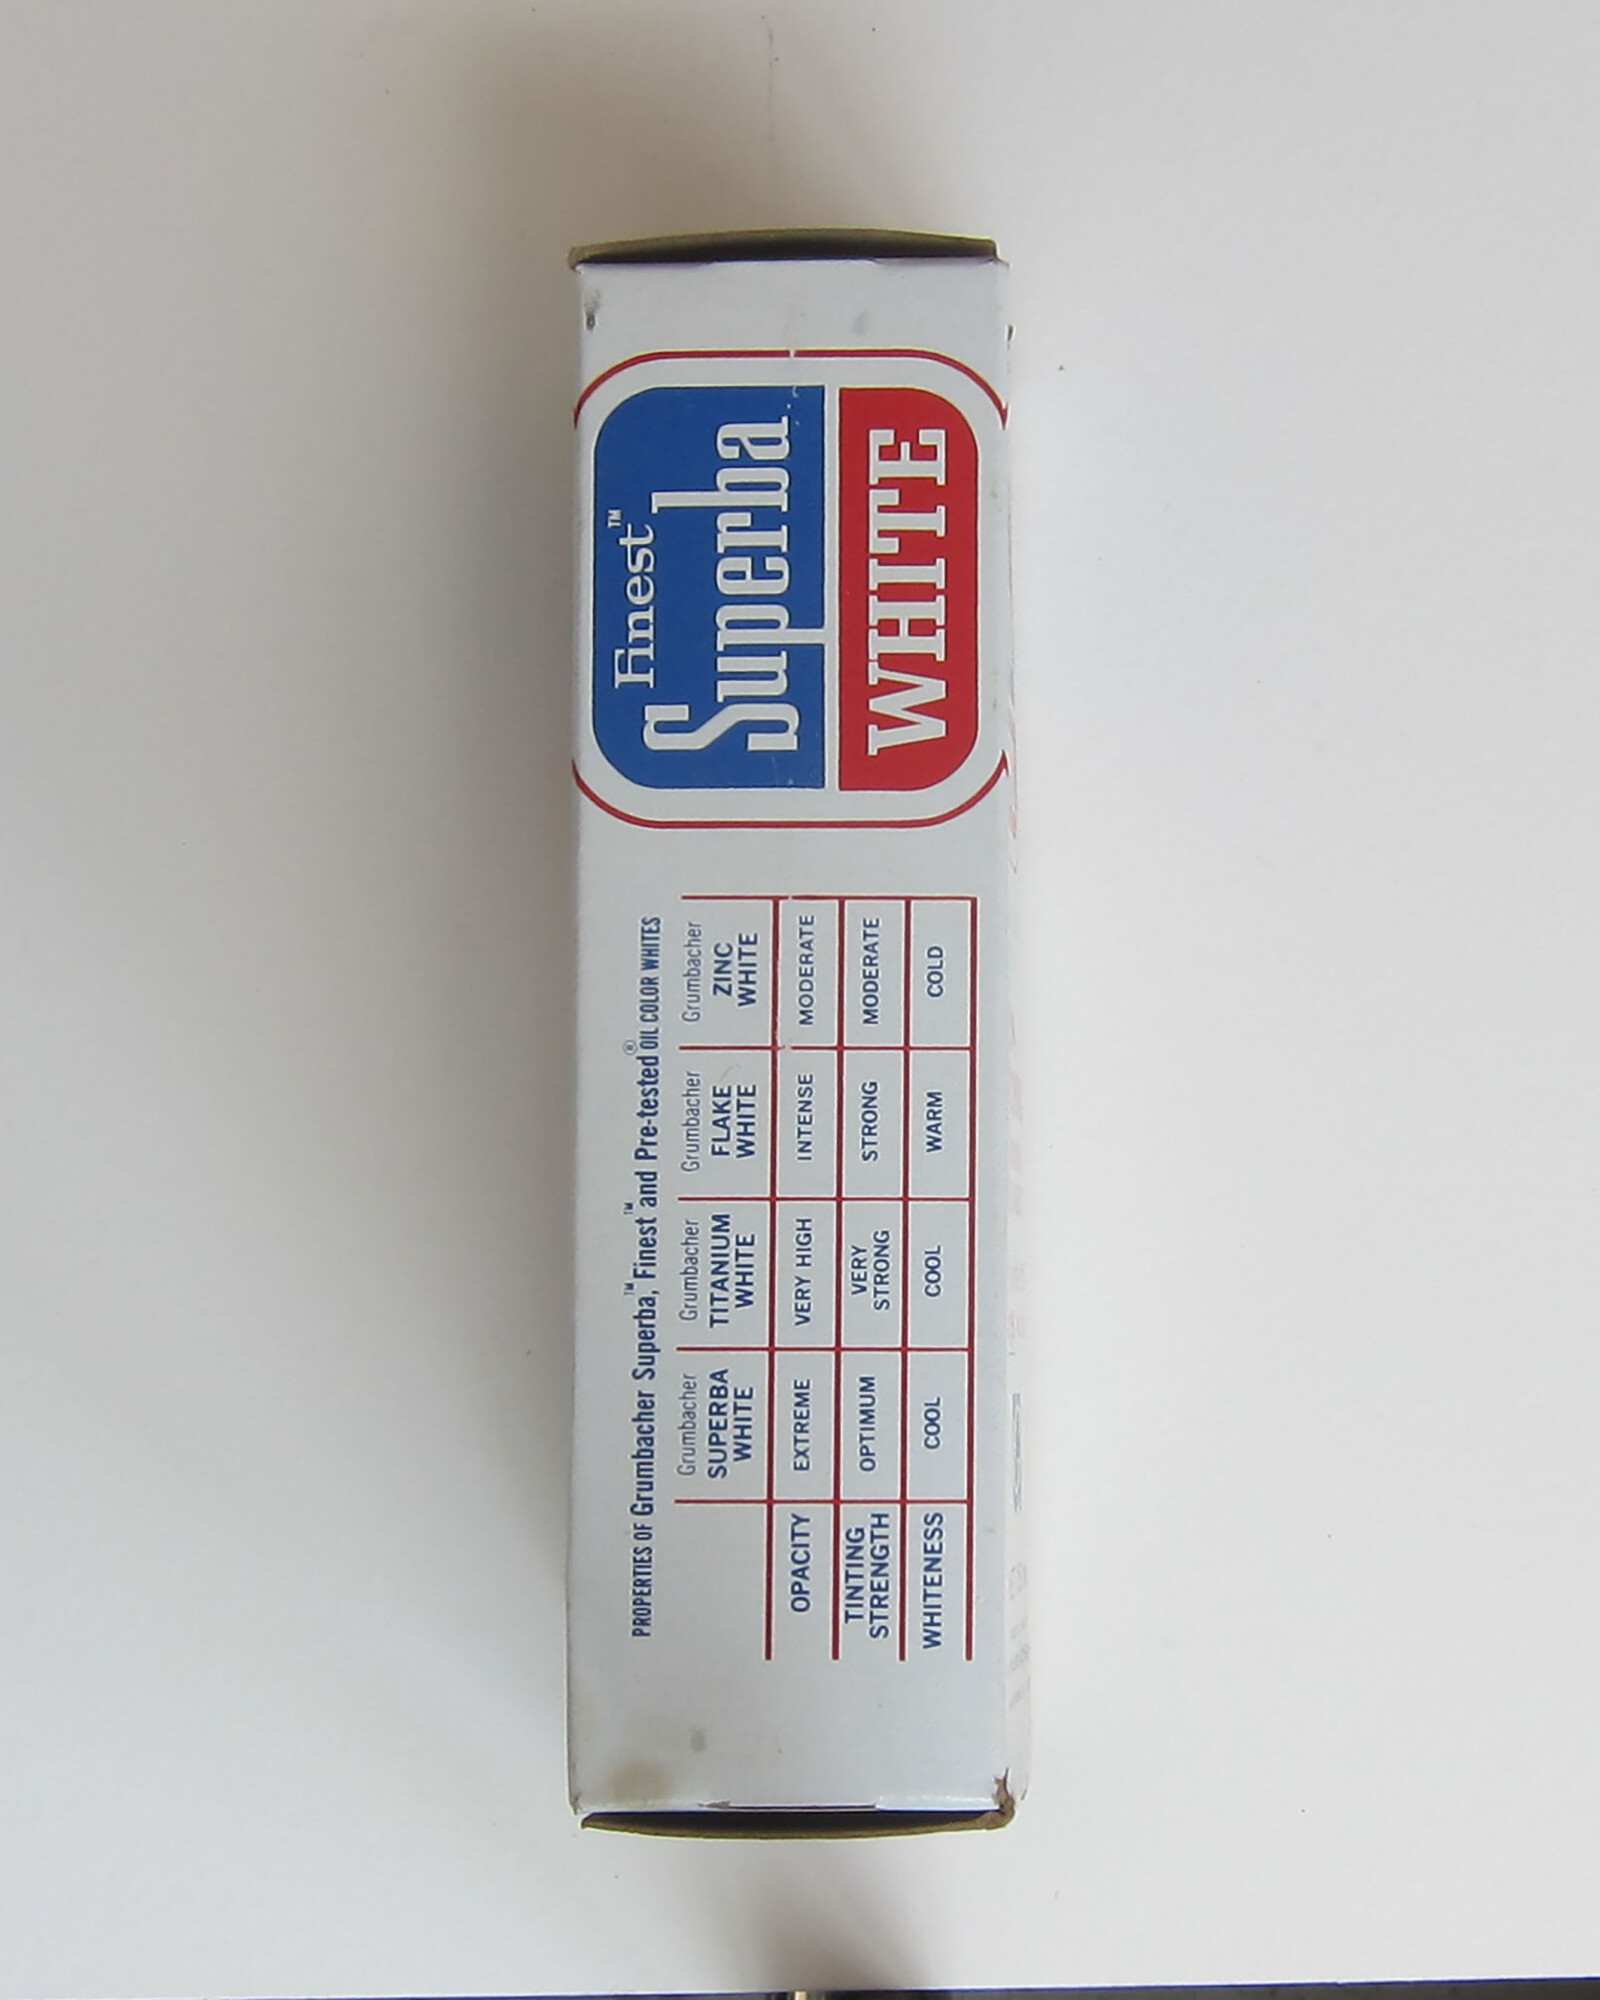 PROPERTIES OF Grumbacher Superba,™ Finest™ and Pre-tested® OIL COLOR WHITES
Grumbacher Grumbacher Grumbacher Grumbacher
SUPERBA TITANIUM FLAKE ZINC
WHITE WHITE WHITE WHITE
OPACITY EXTREME VERY HIGH INTENSE MODERATE
TINTING STRENGTH OPTIMUM VERY STRONG STRONG MODERATE
WHITENESS COOL COOL WARM COLD
Finest™
Superba
WHITE